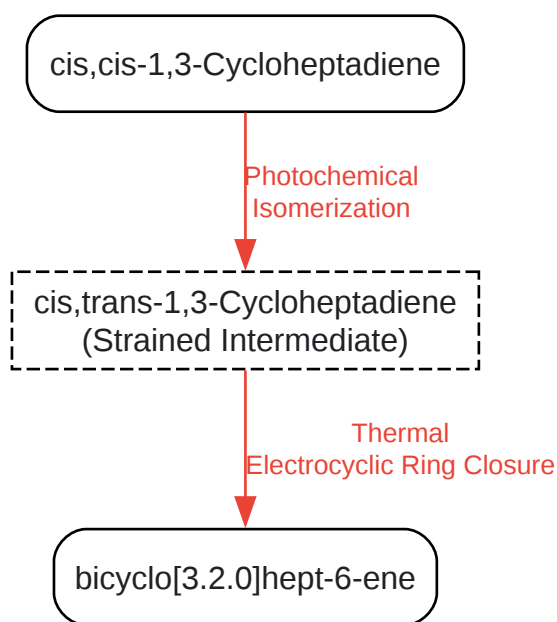 cis,cis-1,3-Cycloheptadiene
Photochemical
Isomerization
cis,trans-1,3-Cycloheptadiene
(Strained Intermediate)
Thermal
Electrocyclic Ring Closure
bicyclo[3.2.0]hept-6-ene